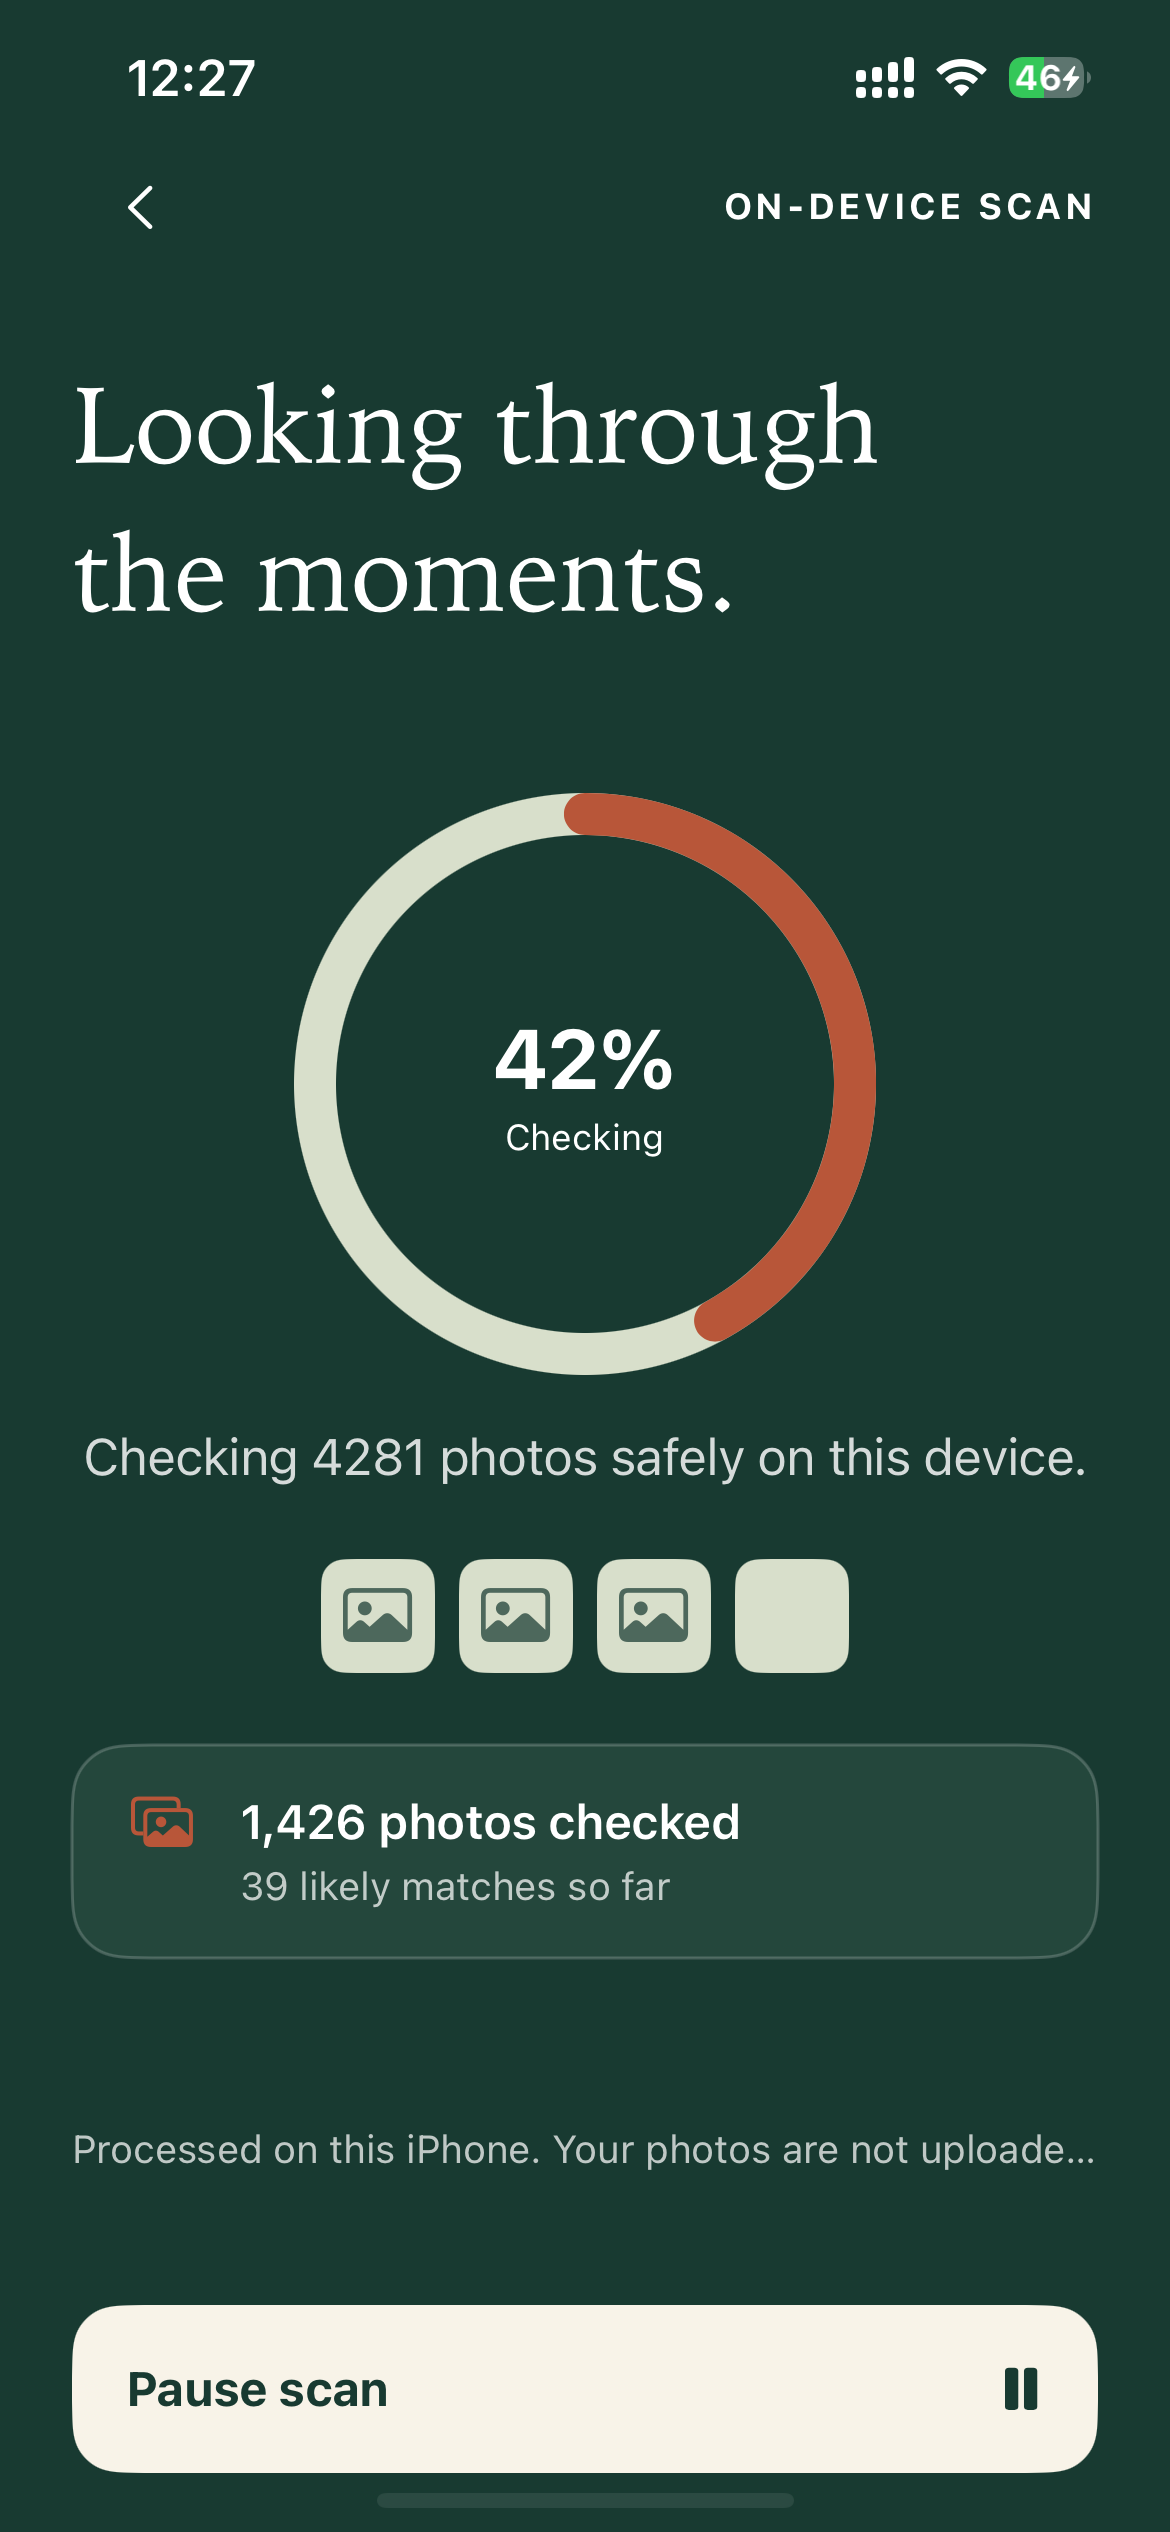 12:27
46
ON-DEVICE SCAN
Looking through
the moments.
42%
Checking
Checking 4281 photos safely on this device.
1,426 photos checked
39 likely matches so far
Processed on this iPhone. Your photos are not uploade...
Pause scan